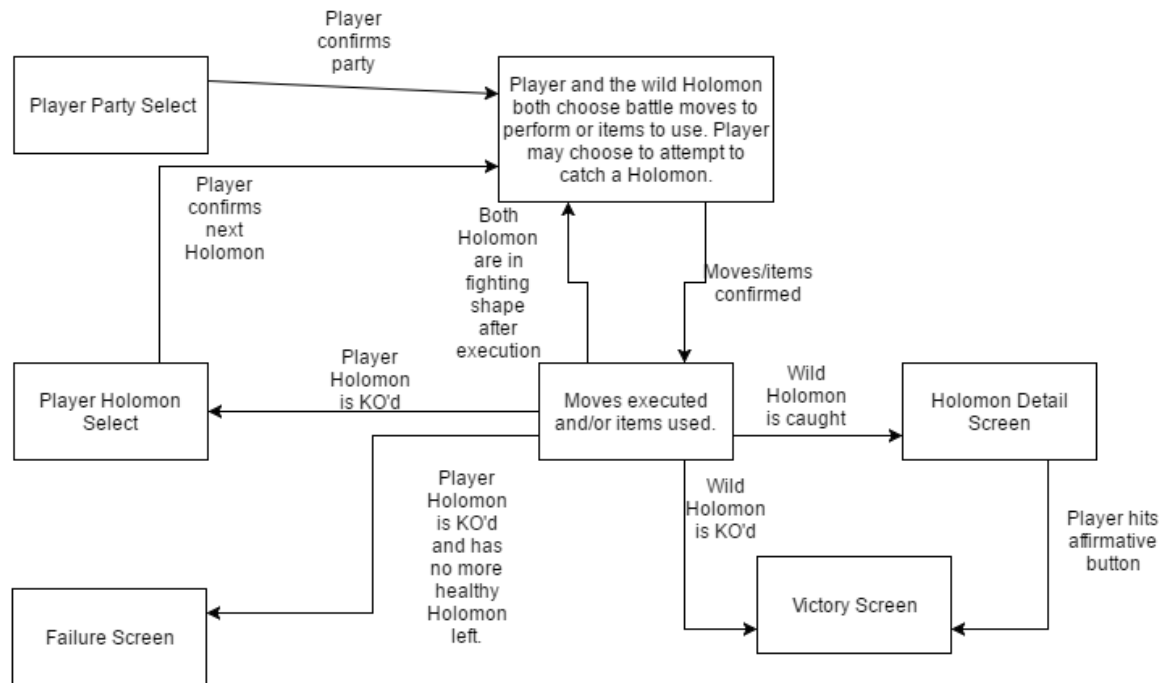 Player
confirms
party
Player Party Select
Player and the wild Holomon
both choose battle moves to
perform or items to use. Player
may choose to attempt to
catch a Holomon.
Player
confirms
next
Holomon
Both
Holomon
are in
fighting
shape
after
execution
Moves/items
confirmed
Player Holomon
Select
Player
Holomon
is KO'd
Moves executed
and/or items used.
Wild
Holomon
is caught
Holomon Detail
Screen
Player
Holomon
is KO'd
and has
no more
healthy
Holomon
left.
Wild
Holomon
is KO'd
Player hits
affirmative
button
Failure Screen
Victory Screen